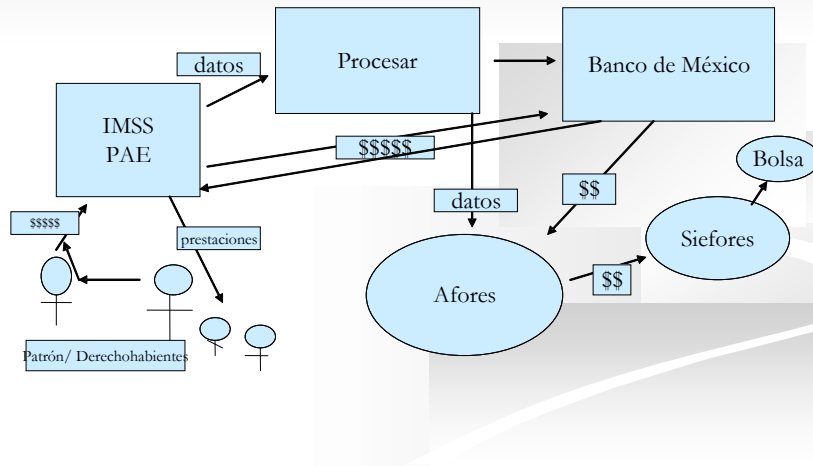 datos
Procesar
Banco de México
IMSS
PAE
$$$$$
Bolsa
$$
datos
$$$$$
prestaciones
Siefores
Afores
$$
Patrón/ Derechohabientes